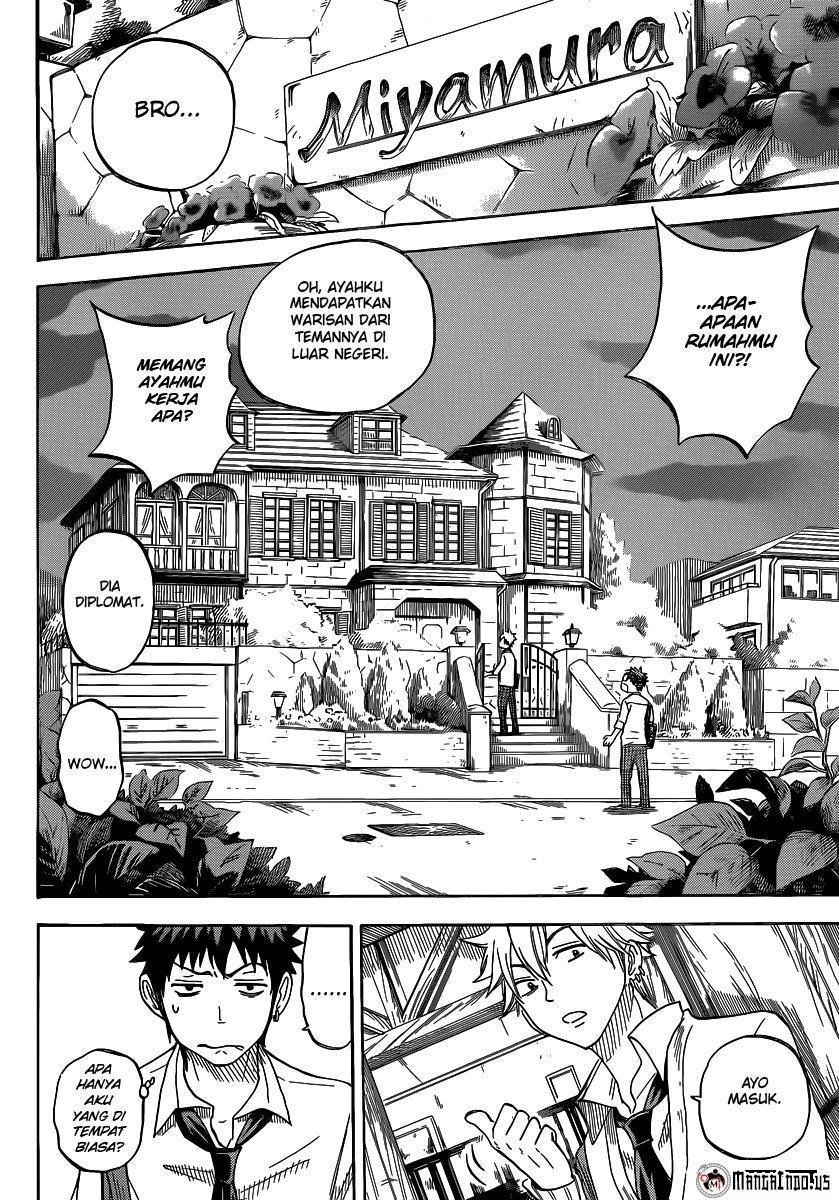 Miyamura
BRO...
...APA-
APAAN
RUMAHMU
INI?!
OH, AYAHKU
MENDAPATKAN
WARISAN DARI
TEMANNYA DI
LUAR NEGERI.
MEMANG
AYAHMU
KERJA
APA?
DIA
DIPLOMAT.
WOW...
AYO
MASUK.
.......
APA
HANYA
AKU
YANG DI
TEMPAT
BIASA?
MangaIndo.us